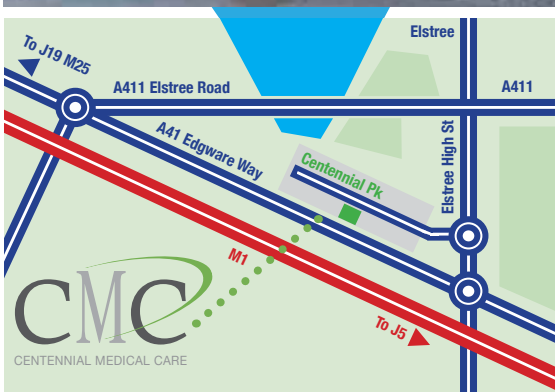 Elstree
To J19 M25
A411 Elstree Road
A411
A41 Edgware Way
Centennial Pk
Elstree High St
M1
To J5
CMC
CENTENNIAL MEDICAL CARE